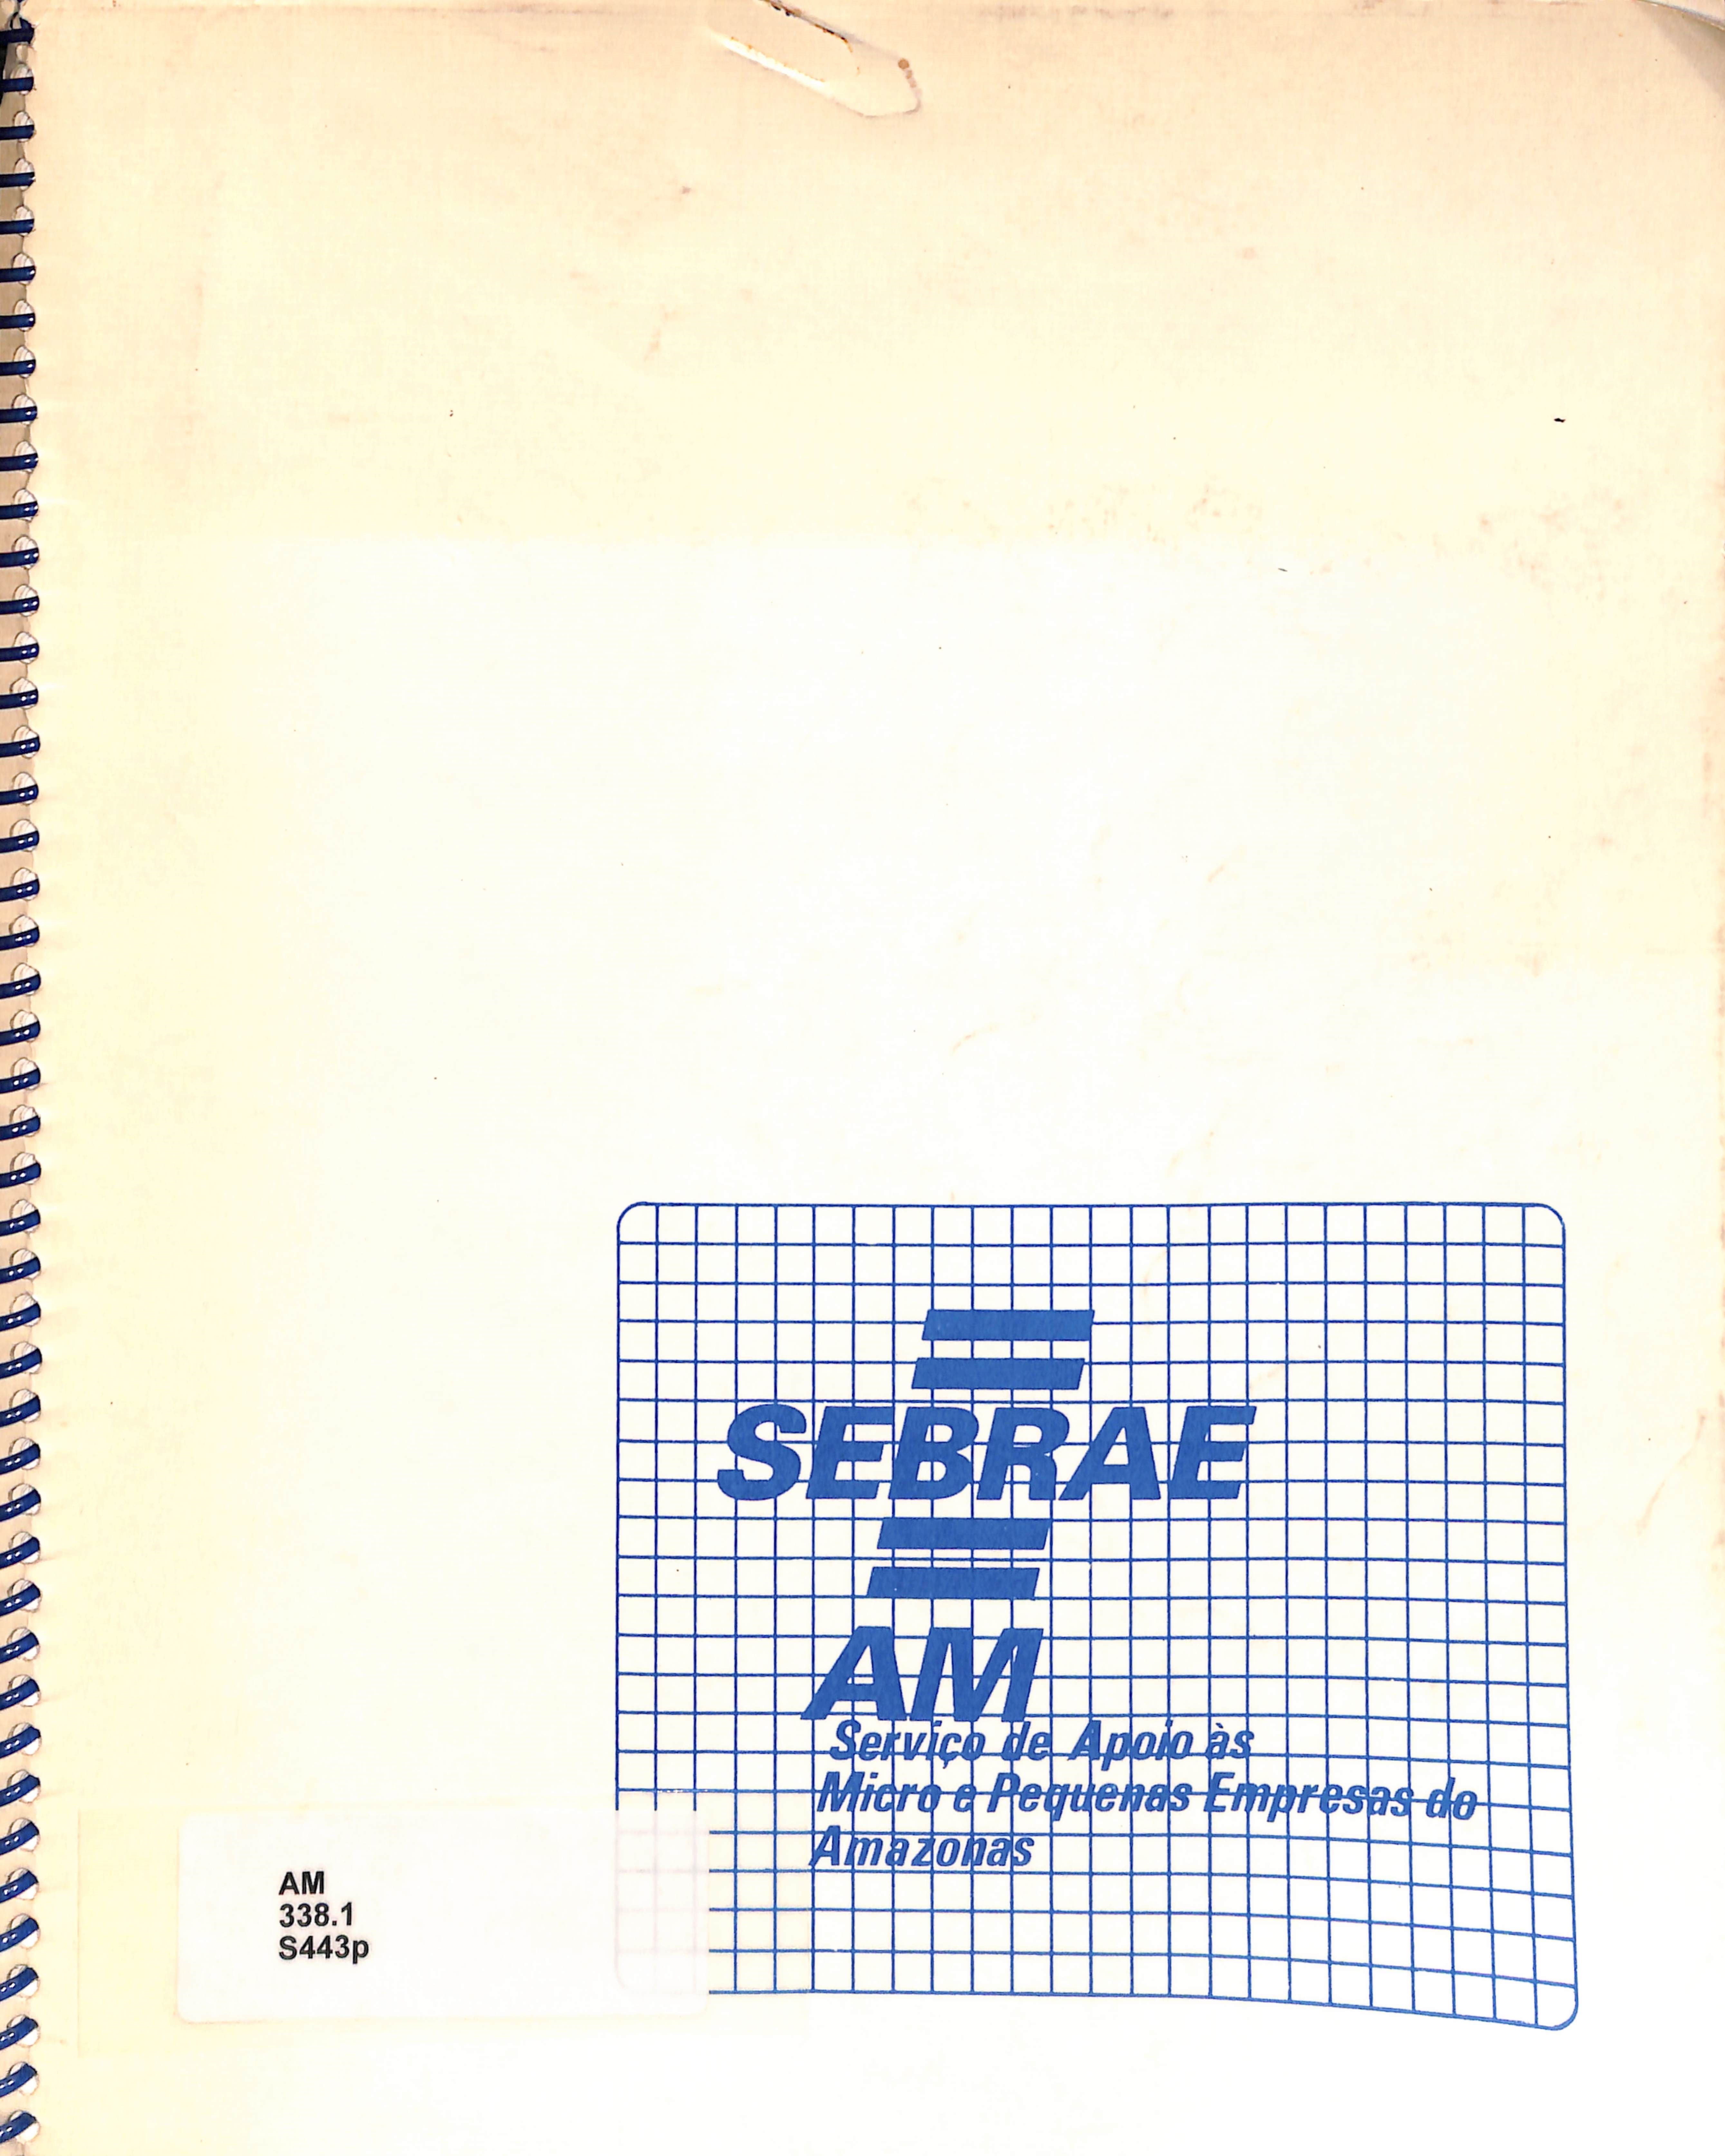 SEBRAE
AM
Serviço de Apoio às
Micro e Pequenas Empresas do
Amazonas
AM
338.1
S443p